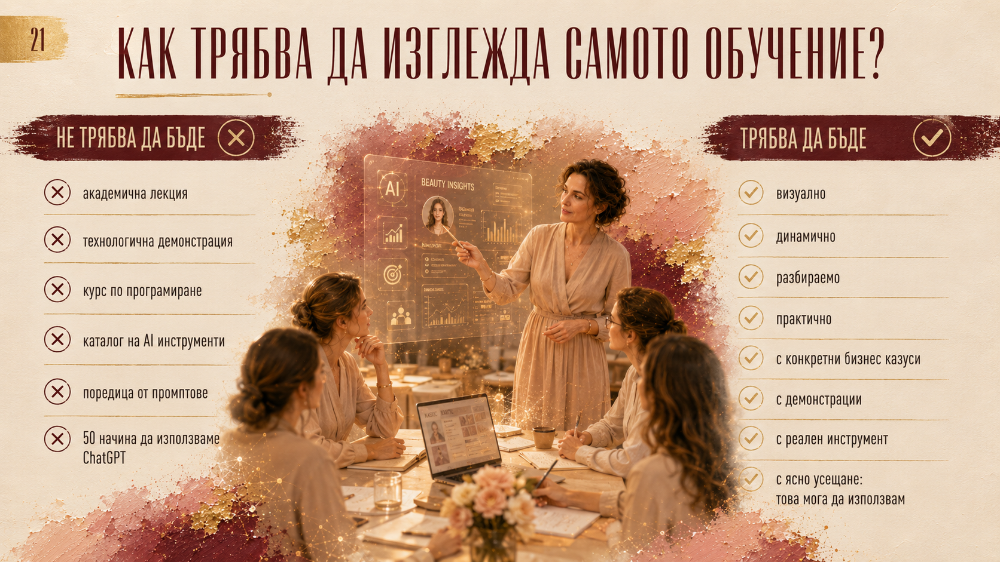 21
КАК ТРЯБВА ДА ИЗГЛЕЖДА САМОТО ОБУЧЕНИЕ?
НЕ ТРЯБВА ДА БЪДЕ
академична лекция
технологична демонстрация
курс по програмиране
каталог на AI инструменти
поредица от промптове
50 начина да използваме
ChatGPT
AI
BEAUTY INSIGHTS
ТРЯБВА ДА БЪДЕ
визуално
динамично
разбираемо
практично
с конкретни бизнес казуси
с демонстрации
с реален инструмент
с ясно усещане:
това мога да използвам